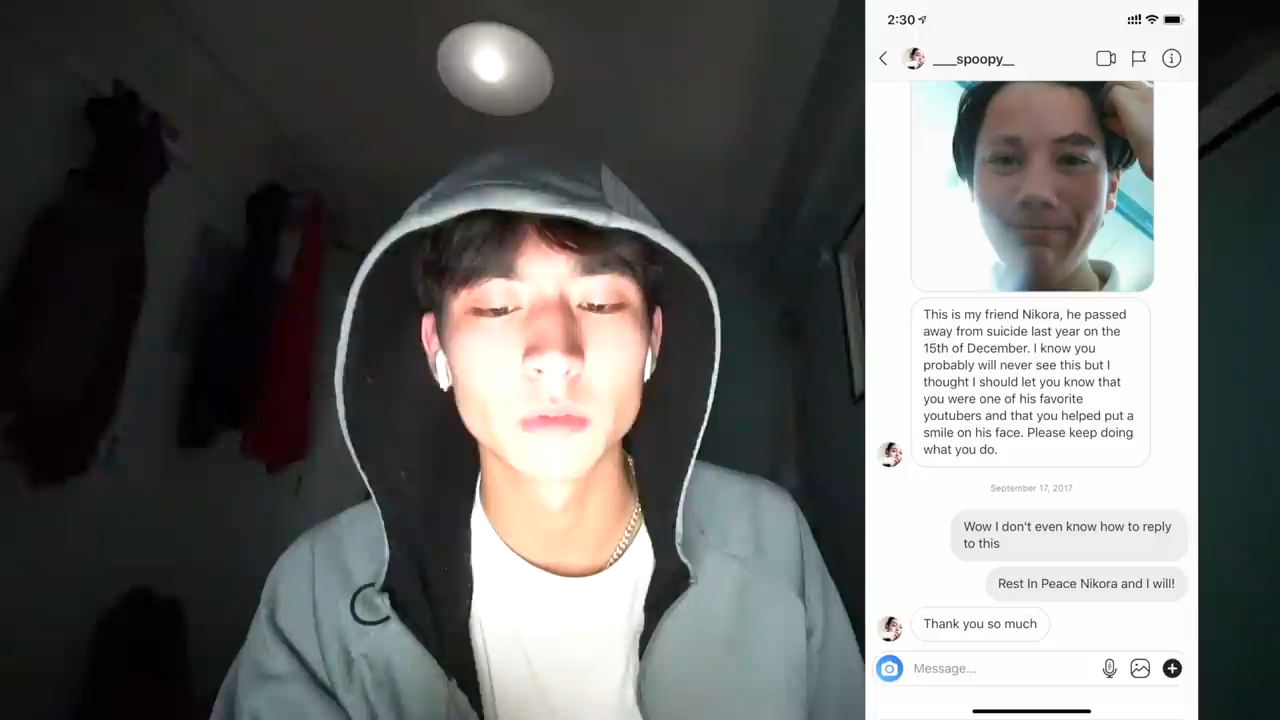 2:30
____spoopy__
This is my friend Nikora, he passed
away from suicide last year on the
15th of December. I know you
probably will never see this but I
thought I should let you know that
you were one of his favorite
youtubers and that you helped put a
smile on his face. Please keep doing
what you do.
September 17, 2017
Wow I don't even know how to reply
to this
Rest In Peace Nikora and I will!
Thank you so much
Message...